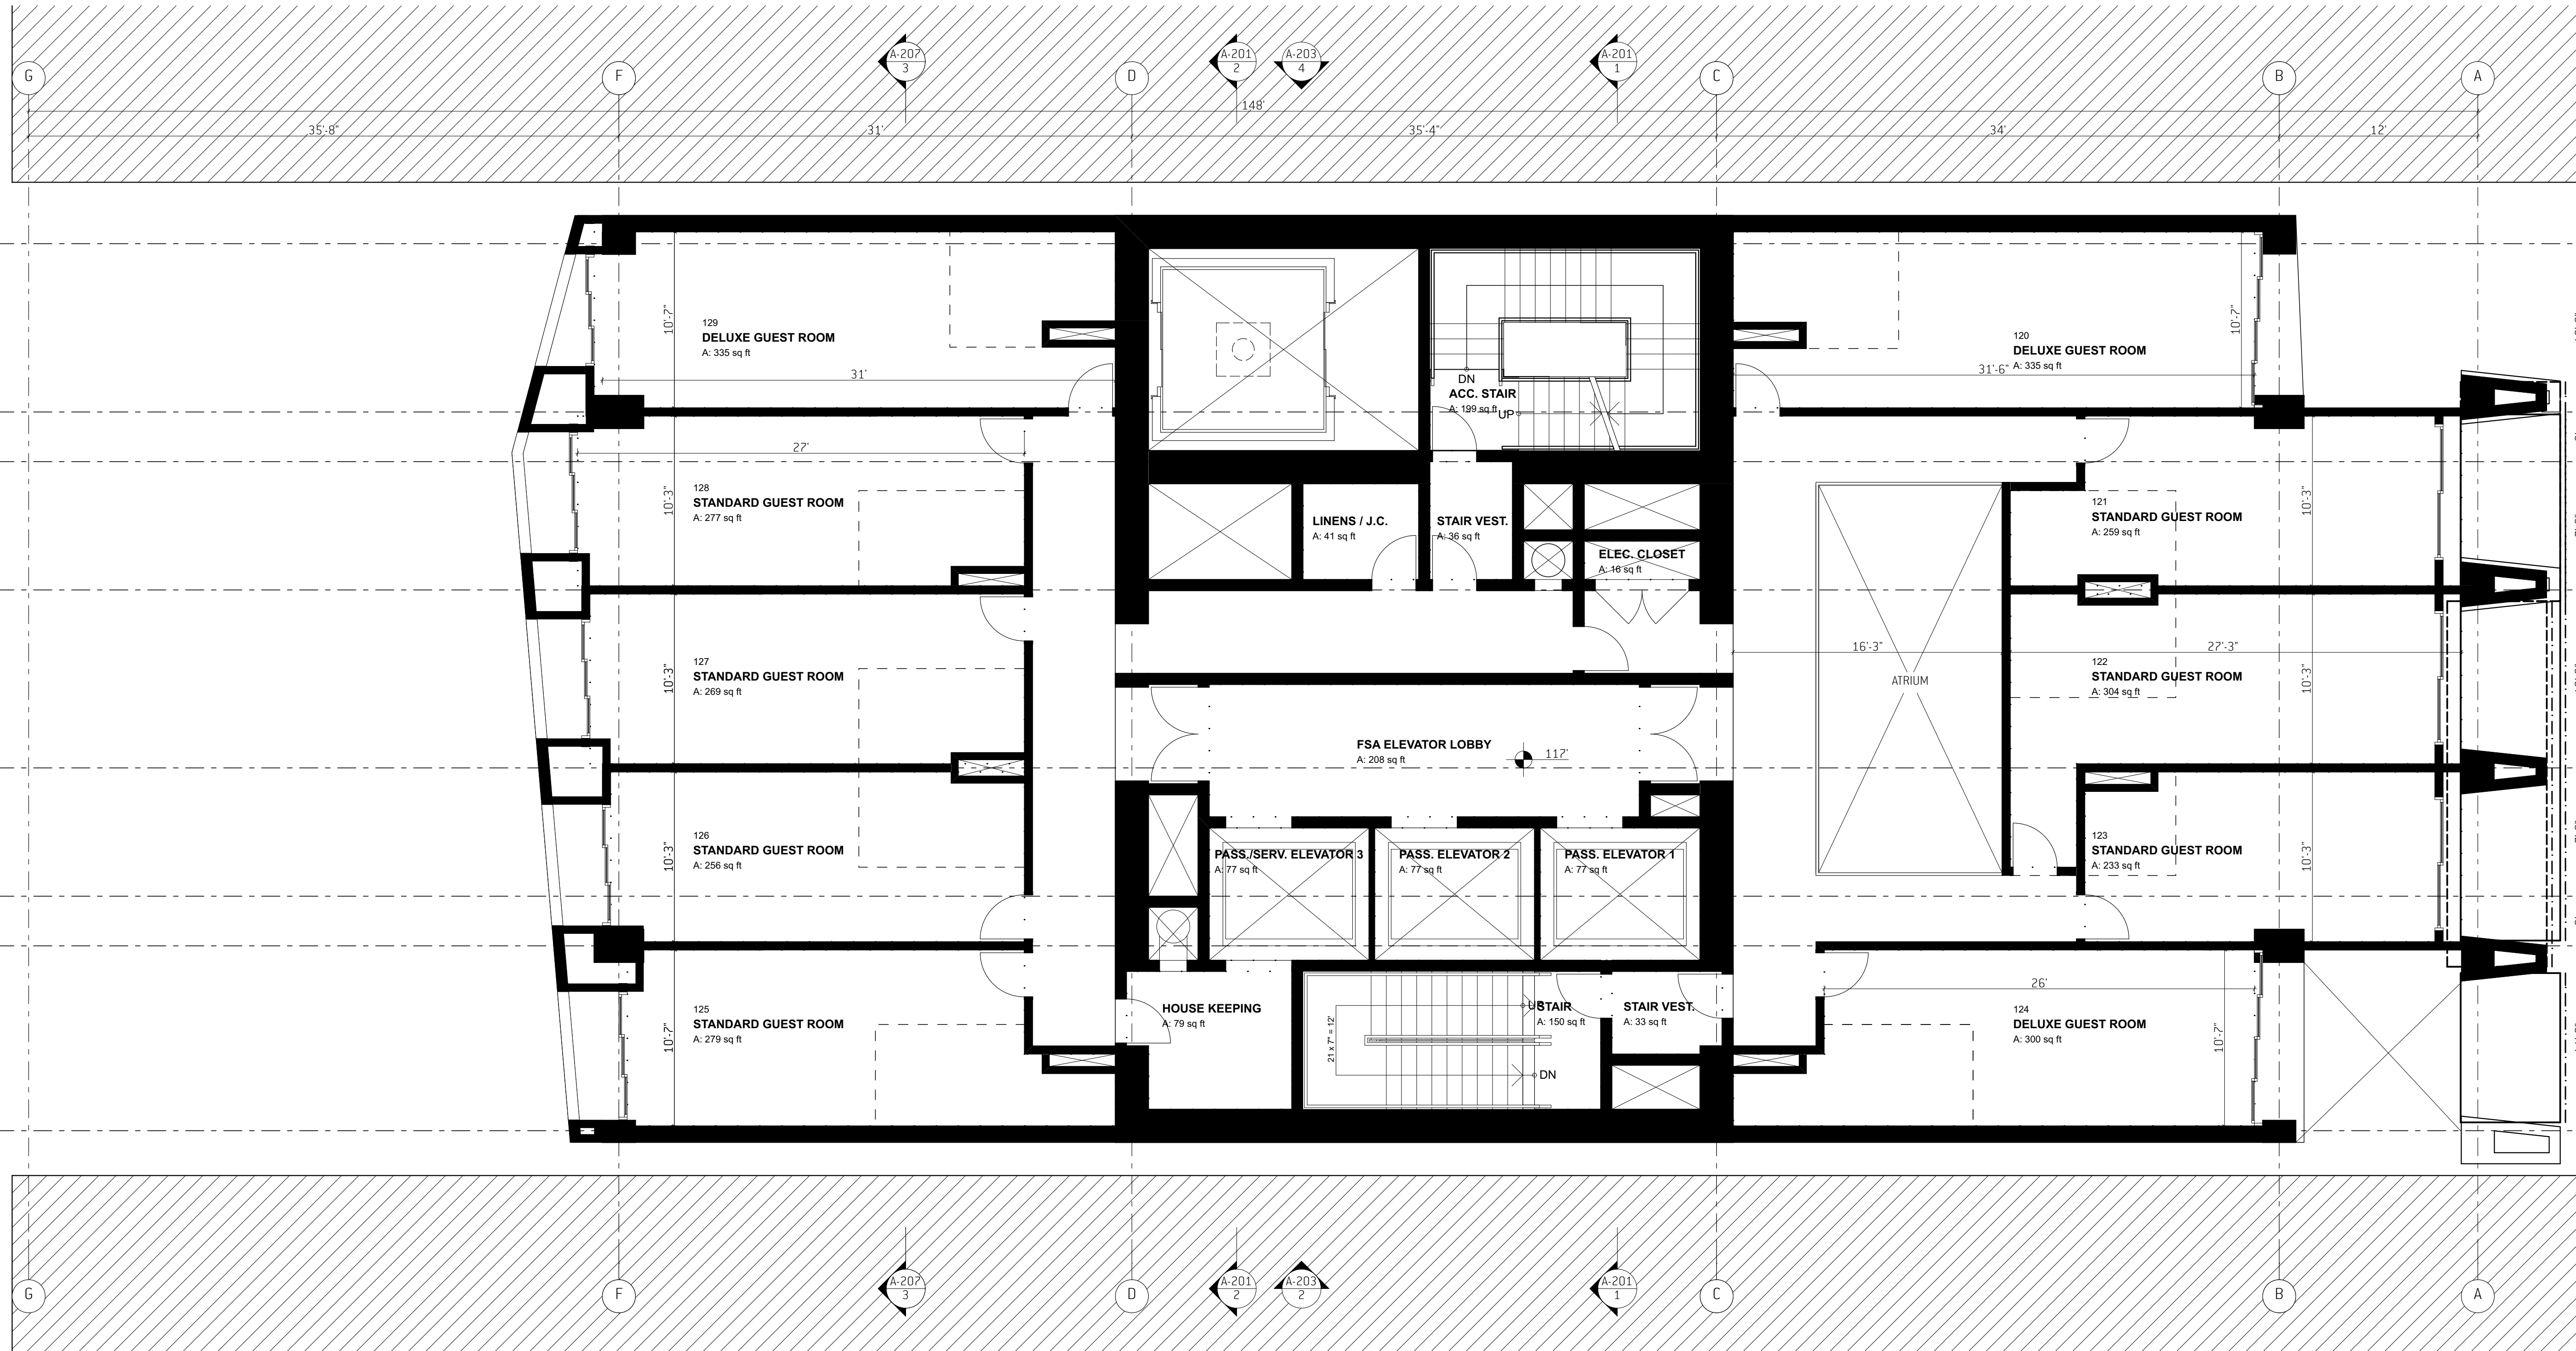 A-207
3
A-201
2
A-203
4
A-201
1
G
F
D
C
B
A
148'
35'-8"
31'
35'-4"
34'
12'
129
DELUXE GUEST ROOM
A: 335 sq ft
10'-7"
31'
128
STANDARD GUEST ROOM
A: 277 sq ft
10'-3"
27'
127
STANDARD GUEST ROOM
A: 269 sq ft
10'-3"
126
STANDARD GUEST ROOM
A: 256 sq ft
10'-3"
125
STANDARD GUEST ROOM
A: 279 sq ft
10'-7"
DN
ACC. STAIR
A: 199 sq ft
UP
LINENS / J.C.
A: 41 sq ft
STAIR VEST.
A: 36 sq ft
ELEC. CLOSET
A: 16 sq ft
FSA ELEVATOR LOBBY
A: 208 sq ft
117'
PASS./SERV. ELEVATOR 3
A: 77 sq ft
PASS. ELEVATOR 2
A: 77 sq ft
PASS. ELEVATOR 1
A: 77 sq ft
HOUSE KEEPING
A: 79 sq ft
21 x 7" = 12'
UP
STAIR
A: 150 sq ft
DN
STAIR VEST.
A: 33 sq ft
120
DELUXE GUEST ROOM
A: 335 sq ft
10'-7"
31'-6"
121
STANDARD GUEST ROOM
A: 259 sq ft
10'-3"
16'-3"
ATRIUM
27'-3"
122
STANDARD GUEST ROOM
A: 304 sq ft
10'-3"
123
STANDARD GUEST ROOM
A: 233 sq ft
10'-3"
26'
124
DELUXE GUEST ROOM
A: 300 sq ft
10'-7"
A-207
3
A-201
2
A-203
2
A-201
1
G
F
D
C
B
A